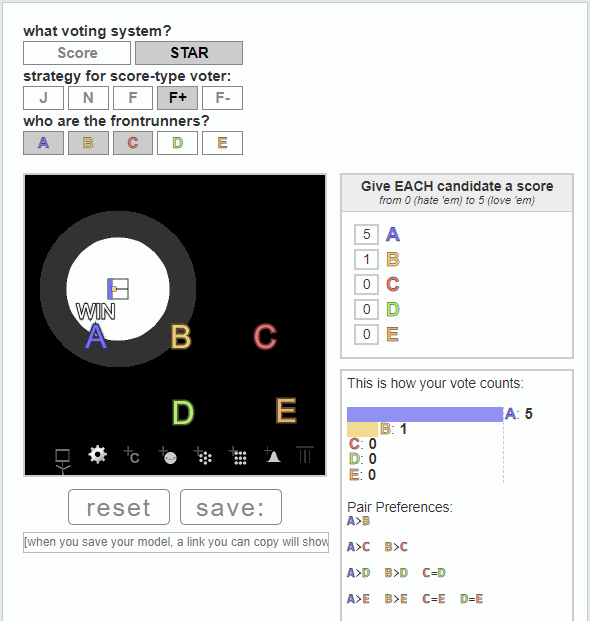 what voting system?
Score STAR
strategy for score-type voter:
J N F F+ F-
who are the frontrunners?
A B C D E
WIN
A B C
D E
+C + + + +
reset save:
[when you save your model, a link you can copy will show
Give EACH candidate a score
from 0 (hate 'em) to 5 (love 'em)
5 A
1 B
0 C
0 D
0 E
This is how your vote counts:
A: 5
B: 1
C: 0
D: 0
E: 0
Pair Preferences:
A>B
A>C B>C
A>D B>D C=D
A>E B>E C=E D=E